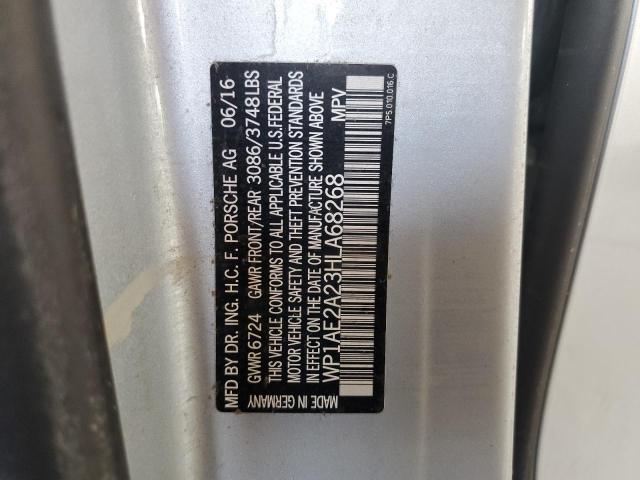 MFD BY DR. ING. H.C. F. PORSCHE AG 06/16
GVWR 6724 GAWR FRONT/REAR 3086/3748LBS
THIS VEHICLE CONFORMS TO ALL APPLICABLE U.S. FEDERAL
MOTOR VEHICLE SAFETY AND THEFT PREVENTION STANDARDS
IN EFFECT ON THE DATE OF MANUFACTURE SHOWN ABOVE
WP1AE2A23HLA68268 MPV
MADE IN GERMANY
7P5.010.016 C